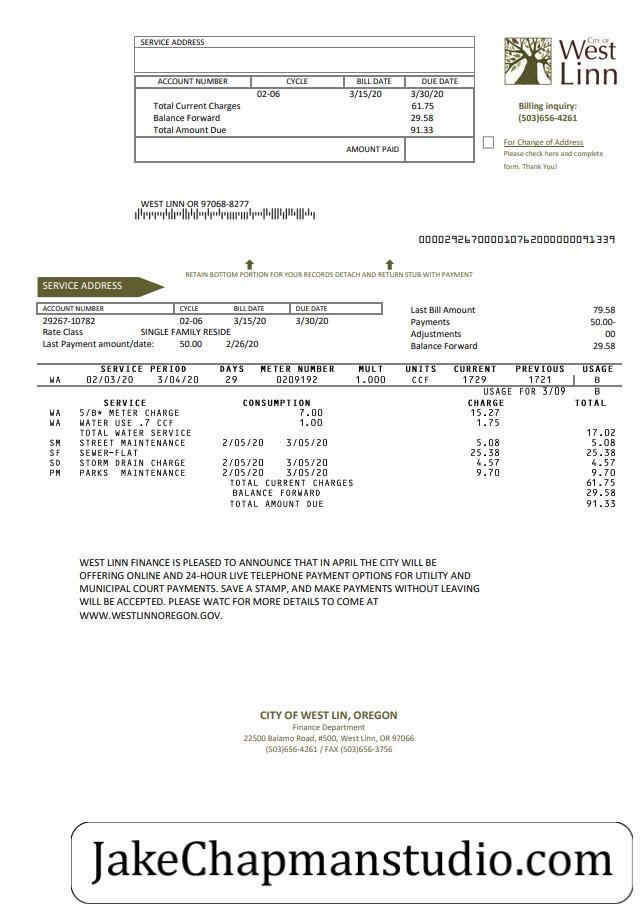 SERVICE ADDRESS
CITY OF
West
Linn
ACCOUNT NUMBER CYCLE BILL DATE DUE DATE
02-06 3/15/20 3/30/20
Total Current Charges 61.75
Balance Forward 29.58
Total Amount Due 91.33
AMOUNT PAID
Billing inquiry:
(503)656-4261
For Change of Address
Please check here and complete
form. Thank You!
WEST LINN OR 97068-8277
0000292670000107620000000091339
RETAIN BOTTOM PORTION FOR YOUR RECORDS DETACH AND RETURN STUB WITH PAYMENT
SERVICE ADDRESS
ACCOUNT NUMBER CYCLE BILL DATE DUE DATE
29267-10782 02-06 3/15/20 3/30/20
Rate Class SINGLE FAMILY RESIDE
Last Payment amount/date: 50.00 2/26/20
Last Bill Amount 79.58
Payments 50.00-
Adjustments 00
Balance Forward 29.58
SERVICE PERIOD DAYS METER NUMBER MULT UNITS CURRENT PREVIOUS USAGE
WA 02/03/20 3/04/20 29 0209192 1.000 CCF 1729 1721 B
USAGE FOR 3/09 B
SERVICE CONSUMPTION CHARGE TOTAL
WA 5/B* METER CHARGE 7.00 15.27
WA WATER USE .7 CCF 1.00 1.75
TOTAL WATER SERVICE 17.02
SM STREET MAINTENANCE 2/05/20 3/05/20 5.08 5.08
SF SEWER-FLAT 25.38 25.38
SD STORM DRAIN CHARGE 2/05/20 3/05/20 4.57 4.57
PM PARKS MAINTENANCE 2/05/20 3/05/20 9.70 9.70
TOTAL CURRENT CHARGES 61.75
BALANCE FORWARD 29.58
TOTAL AMOUNT DUE 91.33
WEST LINN FINANCE IS PLEASED TO ANNOUNCE THAT IN APRIL THE CITY WILL BE
OFFERING ONLINE AND 24-HOUR LIVE TELEPHONE PAYMENT OPTIONS FOR UTILITY AND
MUNICIPAL COURT PAYMENTS. SAVE A STAMP, AND MAKE PAYMENTS WITHOUT LEAVING
WILL BE ACCEPTED. PLEASE WATC FOR MORE DETAILS TO COME AT
WWW.WESTLINNOREGON.GOV.
CITY OF WEST LIN, OREGON
Finance Department
22500 Balamo Road, #500, West Linn, OR 97066
(503)656-4261 / FAX (503)656-3756
JakeChapmanstudio.com